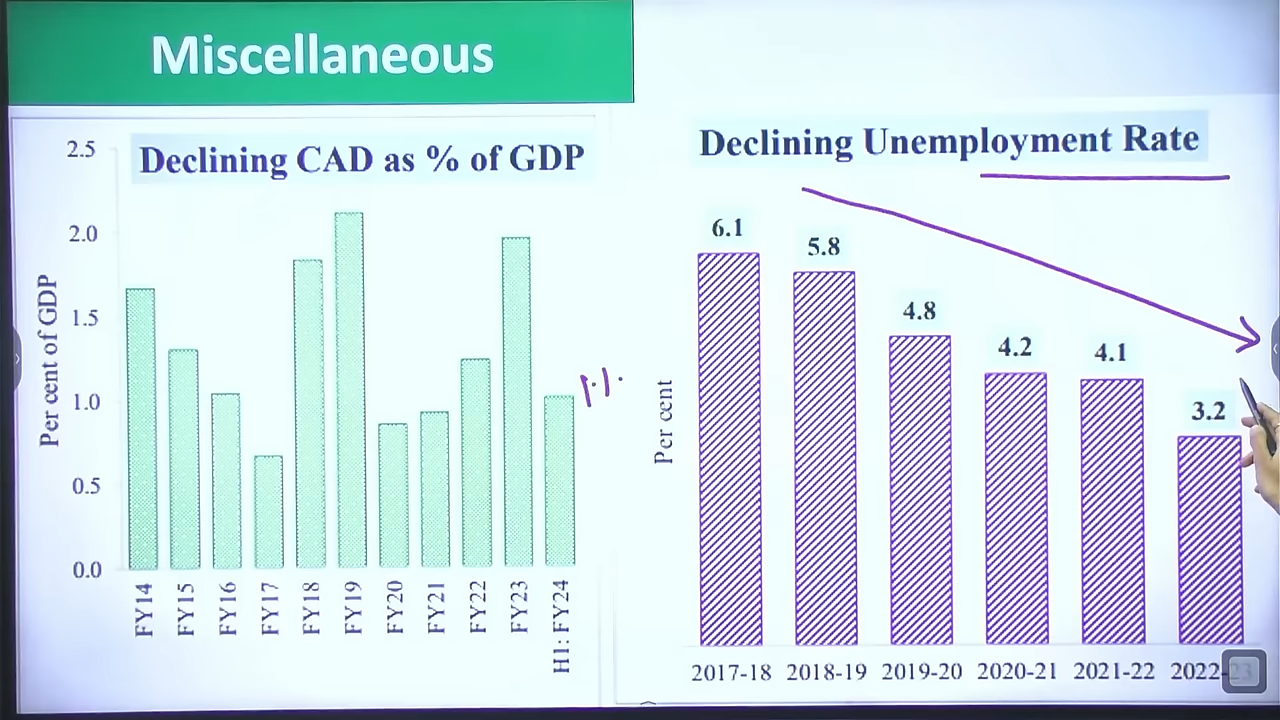 Miscellaneous
Declining CAD as % of GDP
2.5
2.0
1.5
1.0
0.5
0.0
Per cent of GDP
1%.
FY14
FY15
FY16
FY17
FY18
FY19
FY20
FY21
FY22
FY23
H1: FY24
Declining Unemployment Rate
Per cent
6.1
5.8
4.8
4.2
4.1
3.2
2017-18
2018-19
2019-20
2020-21
2021-22
2022-23